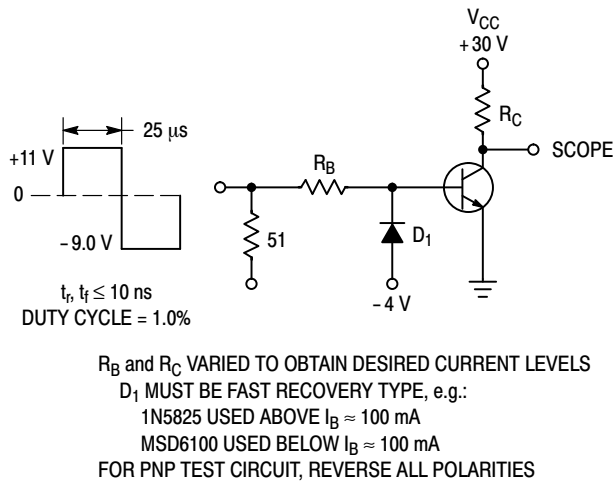 V_CC
+30 V
25 μs
R_C
+11 V
R_B
SCOPE
0
51
D₁
−9.0 V
−4 V
t_r, t_f ≤ 10 ns
DUTY CYCLE = 1.0%
R_B and R_C VARIED TO OBTAIN DESIRED CURRENT LEVELS
D₁ MUST BE FAST RECOVERY TYPE, e.g.:
1N5825 USED ABOVE I_B ≈ 100 mA
MSD6100 USED BELOW I_B ≈ 100 mA
FOR PNP TEST CIRCUIT, REVERSE ALL POLARITIES